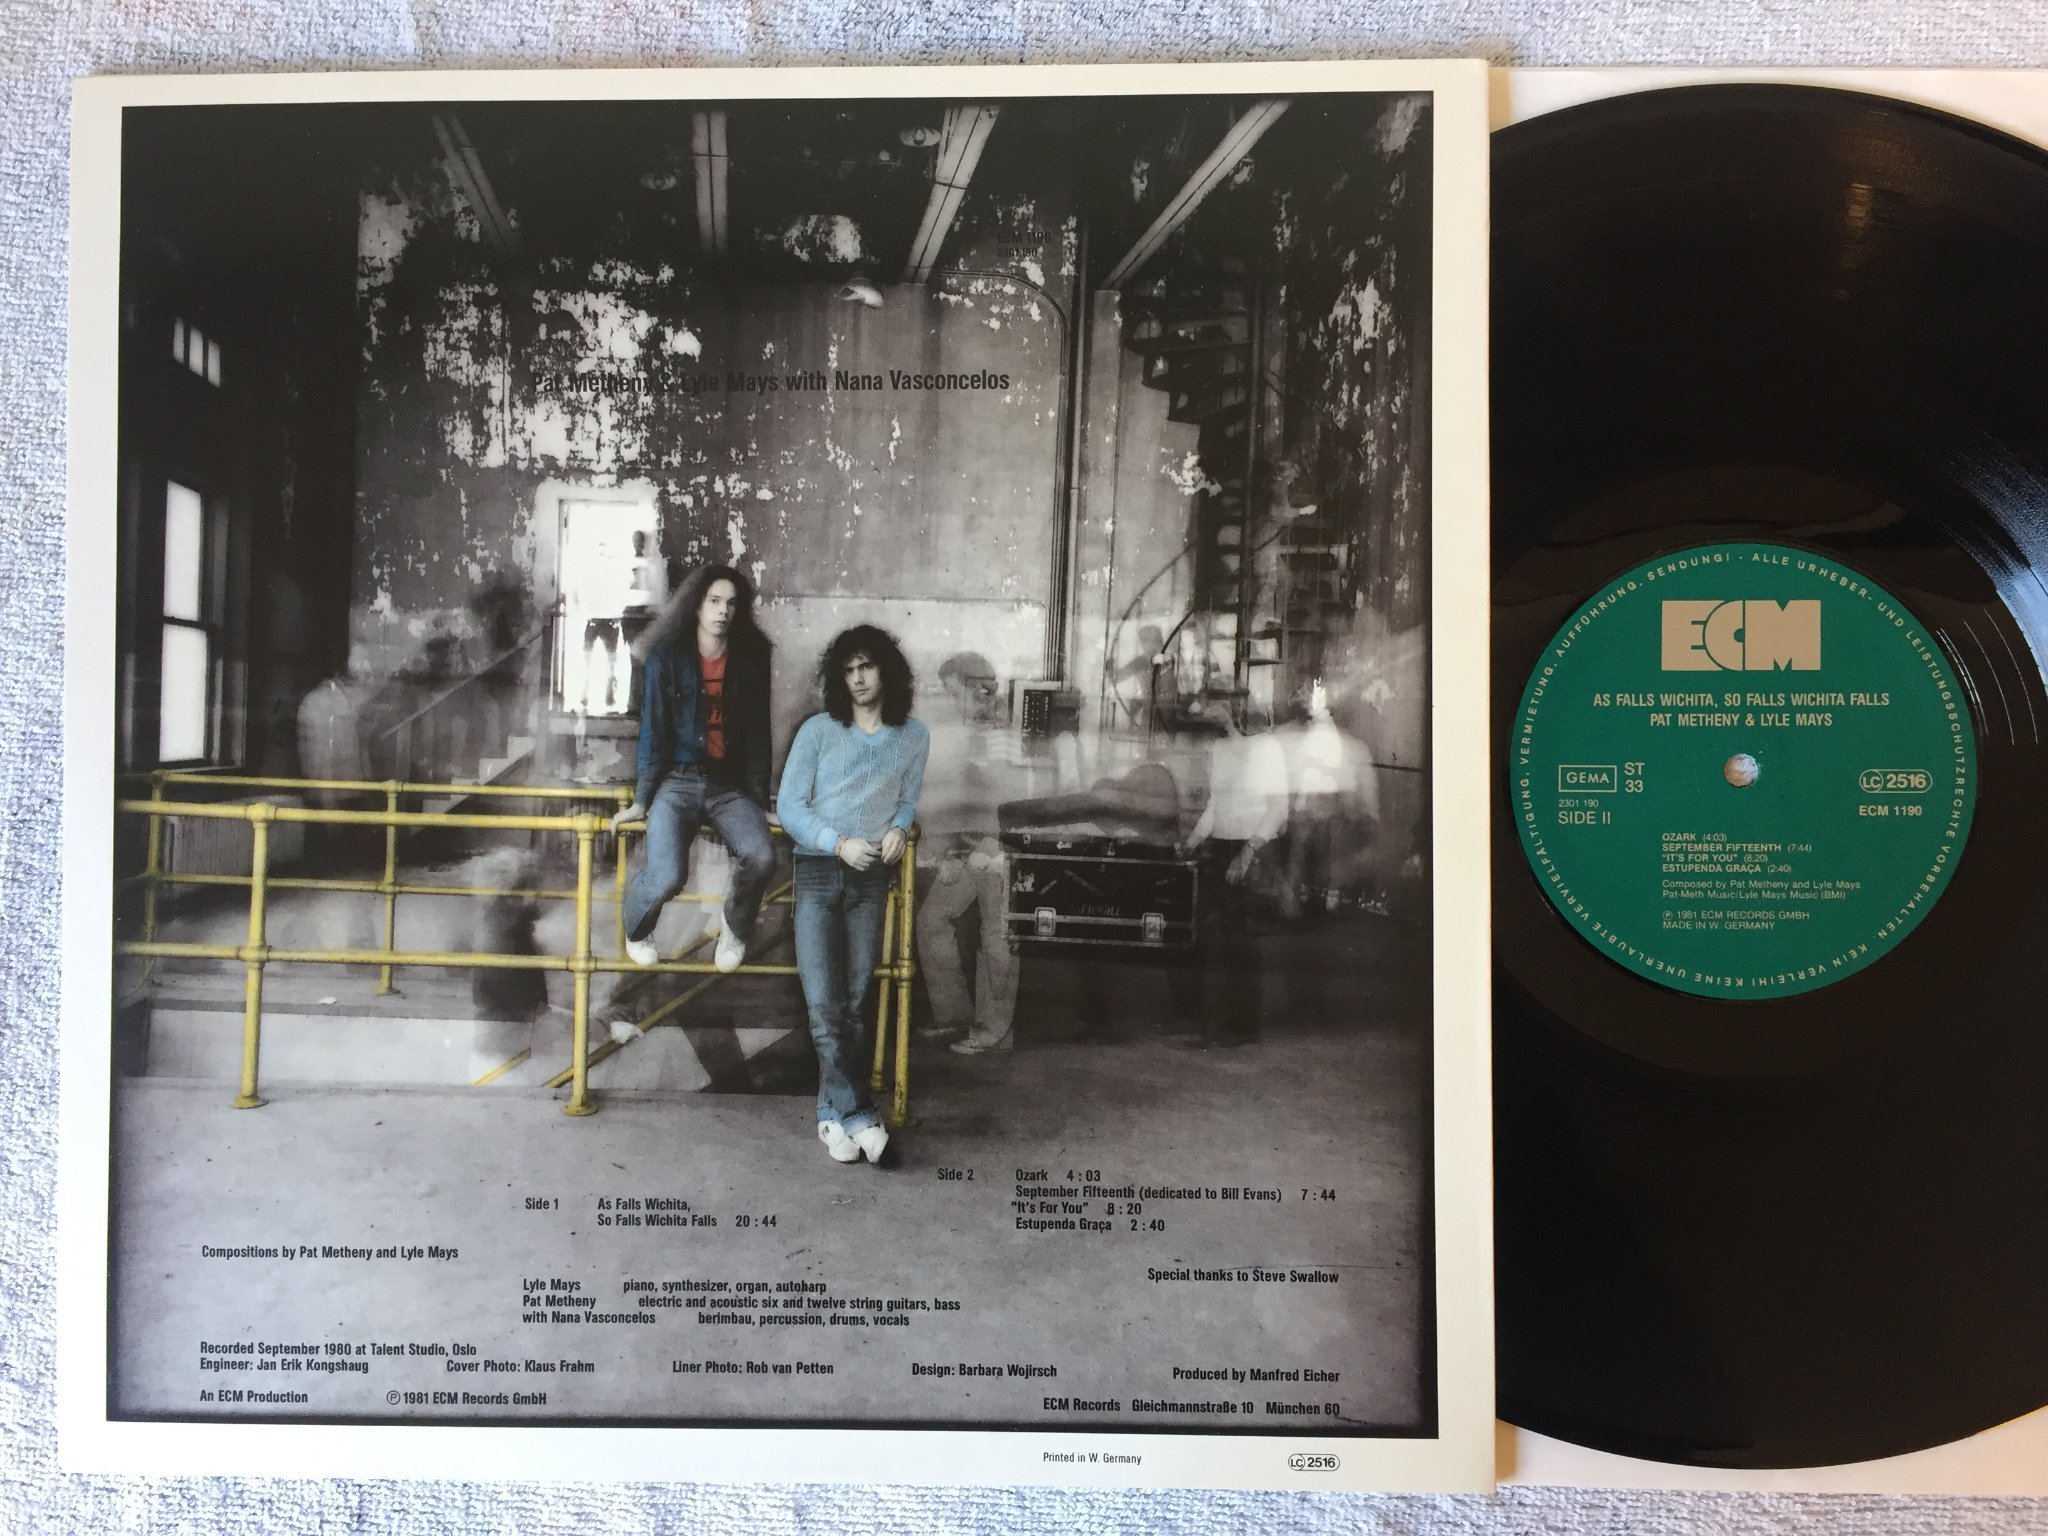 ECM 1190
2301 190
Pat Metheny & Lyle Mays with Nana Vasconcelos
FRAGILE
Side 1 As Falls Wichita,
So Falls Wichita Falls 20 : 44
Side 2 Ozark 4 : 03
September Fifteenth (dedicated to Bill Evans) 7 : 44
"It's For You" 8 : 20
Estupenda Graça 2 : 40
Compositions by Pat Metheny and Lyle Mays
Special thanks to Steve Swallow
Lyle Mays piano, synthesizer, organ, autoharp
Pat Metheny electric and acoustic six and twelve string guitars, bass
with Nana Vasconcelos berimbau, percussion, drums, vocals
Recorded September 1980 at Talent Studio, Oslo
Engineer: Jan Erik Kongshaug Cover Photo: Klaus Frahm Liner Photo: Rob van Petten Design: Barbara Wojirsch Produced by Manfred Eicher
An ECM Production ℗ 1981 ECM Records GmbH
ECM Records Gleichmannstraße 10 München 60
Printed in W. Germany LC 2516
ALLE URHEBER- UND LEISTUNGSSCHUTZRECHTE VORBEHALTEN. KEIN VERLEIH! KEINE UNERLAUBTE VERVIELFÄLTIGUNG, VERMIETUNG, AUFFÜHRUNG, SENDUNG! ·
ECM
AS FALLS WICHITA, SO FALLS WICHITA FALLS
PAT METHENY & LYLE MAYS
GEMA ST 33
LC 2516
2301 190
SIDE II
ECM 1190
OZARK (4:03)
SEPTEMBER FIFTEENTH (7:44)
"IT'S FOR YOU" (8:20)
ESTUPENDA GRAÇA (2:40)
Composed by Pat Metheny and Lyle Mays
Pat-Meth Music/Lyle Mays Music (BMI)
℗ 1981 ECM RECORDS GMBH
MADE IN W. GERMANY